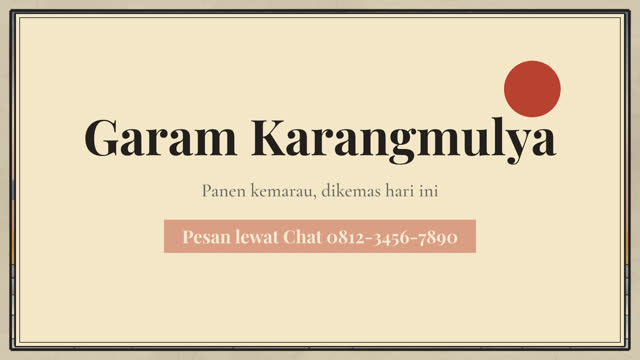 Garam Karangmulya
Panen kemarau, dikemas hari ini
Pesan lewat Chat 0812-3456-7890